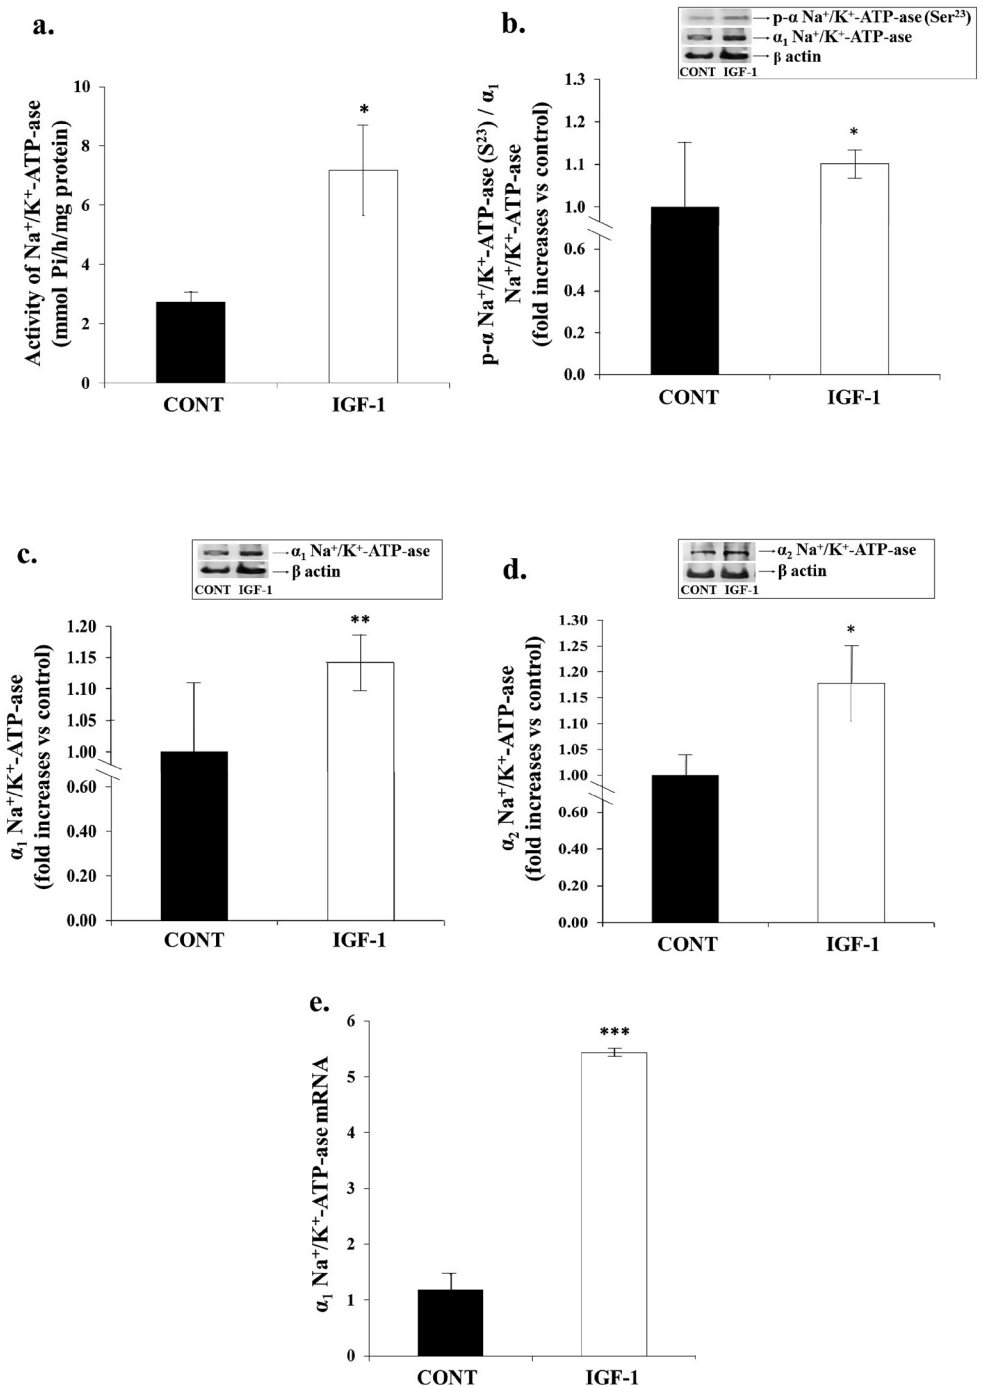 a.
Activity of Na⁺/K⁺-ATP-ase
(mmol Pi/h/mg protein)
10
8
6
4
2
0
*
CONT IGF-1
b.
p-α Na⁺/K⁺-ATP-ase (Ser²³)
α₁ Na⁺/K⁺-ATP-ase
β actin
CONT IGF-1
p-α Na⁺/K⁺-ATP-ase (S²³) / α₁
Na⁺/K⁺-ATP-ase
(fold increases vs control)
1.3
1.2
1.1
1.0
0.6
0.4
0.2
0.0
*
CONT IGF-1
c.
α₁ Na⁺/K⁺-ATP-ase
β actin
CONT IGF-1
α₁ Na⁺/K⁺-ATP-ase
(fold increases vs control)
1.20
1.15
1.10
1.05
1.00
0.60
0.40
0.20
0.00
**
CONT IGF-1
d.
α₂ Na⁺/K⁺-ATP-ase
β actin
CONT IGF-1
α₂ Na⁺/K⁺-ATP-ase
(fold increases vs control)
1.30
1.25
1.20
1.15
1.10
1.05
1.00
0.60
0.40
0.20
0.00
*
CONT IGF-1
e.
α₁ Na⁺/K⁺-ATP-ase mRNA
6
5
4
3
2
1
0
***
CONT IGF-1